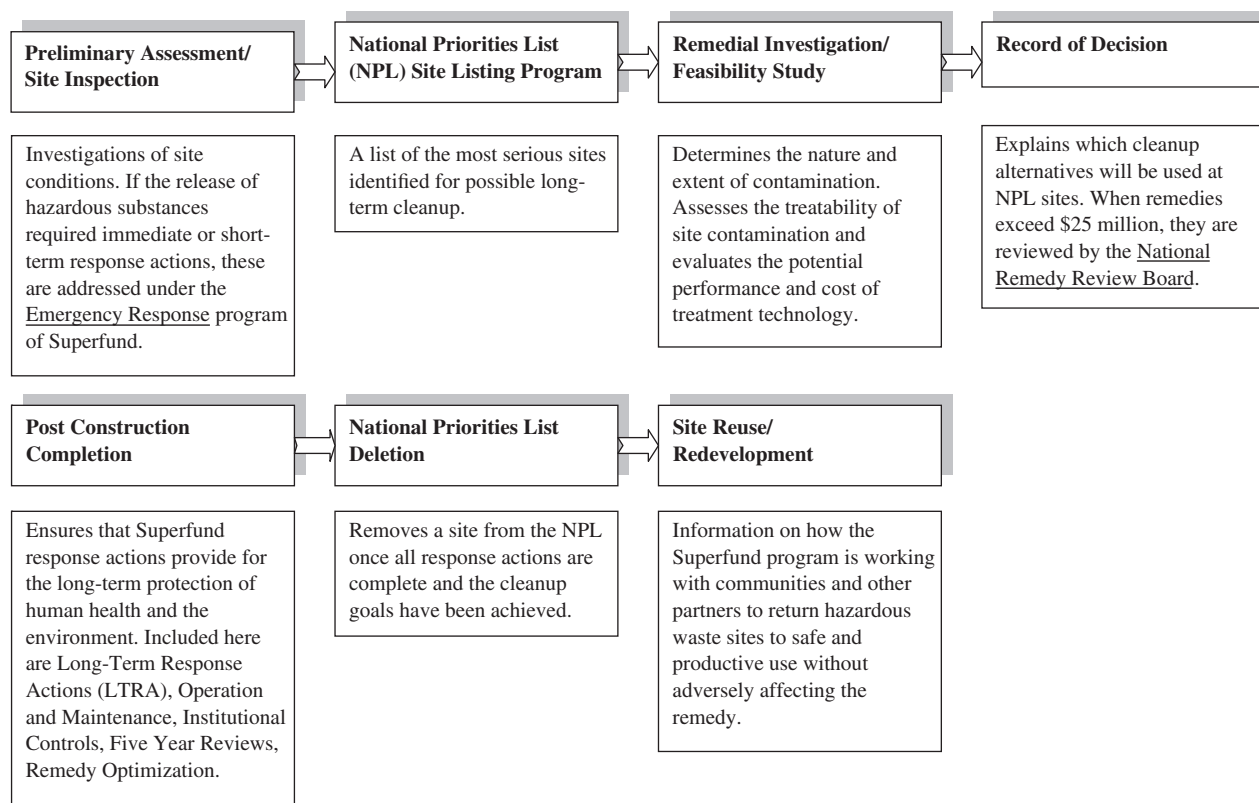 Preliminary Assessment/
Site Inspection
National Priorities List
(NPL) Site Listing Program
Remedial Investigation/
Feasibility Study
Record of Decision
Investigations of site
conditions. If the release of
hazardous substances
required immediate or short-
term response actions, these
are addressed under the
Emergency Response program
of Superfund.
A list of the most serious sites
identified for possible long-
term cleanup.
Determines the nature and
extent of contamination.
Assesses the treatability of
site contamination and
evaluates the potential
performance and cost of
treatment technology.
Explains which cleanup
alternatives will be used at
NPL sites. When remedies
exceed $25 million, they are
reviewed by the National
Remedy Review Board.
Post Construction
Completion
National Priorities List
Deletion
Site Reuse/
Redevelopment
Ensures that Superfund
response actions provide for
the long-term protection of
human health and the
environment. Included here
are Long-Term Response
Actions (LTRA), Operation
and Maintenance, Institutional
Controls, Five Year Reviews,
Remedy Optimization.
Removes a site from the NPL
once all response actions are
complete and the cleanup
goals have been achieved.
Information on how the
Superfund program is working
with communities and other
partners to return hazardous
waste sites to safe and
productive use without
adversely affecting the
remedy.